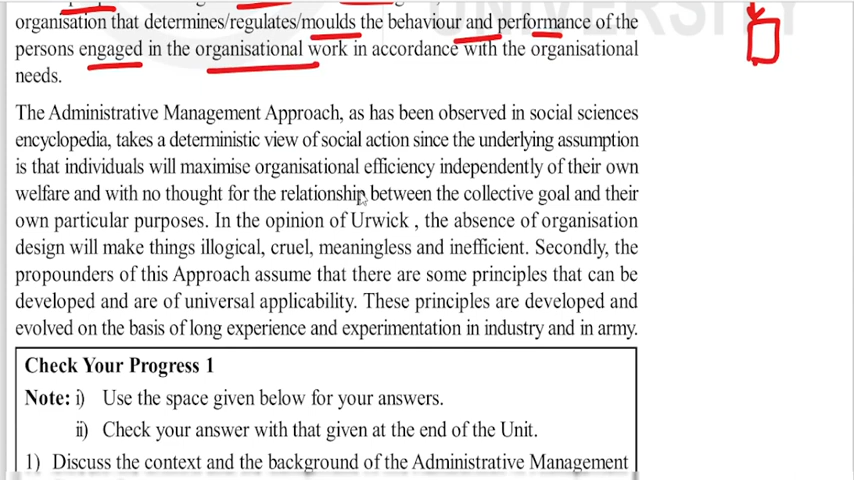 UNIVERSITY
organisation that determines/regulates/moulds the behaviour and performance of the
persons engaged in the organisational work in accordance with the organisational
needs.
The Administrative Management Approach, as has been observed in social sciences
encyclopedia, takes a deterministic view of social action since the underlying assumption
is that individuals will maximise organisational efficiency independently of their own
welfare and with no thought for the relationship between the collective goal and their
own particular purposes. In the opinion of Urwick , the absence of organisation
design will make things illogical, cruel, meaningless and inefficient. Secondly, the
propounders of this Approach assume that there are some principles that can be
developed and are of universal applicability. These principles are developed and
evolved on the basis of long experience and experimentation in industry and in army.
Check Your Progress 1
Note: i) Use the space given below for your answers.
ii) Check your answer with that given at the end of the Unit.
1) Discuss the context and the background of the Administrative Management